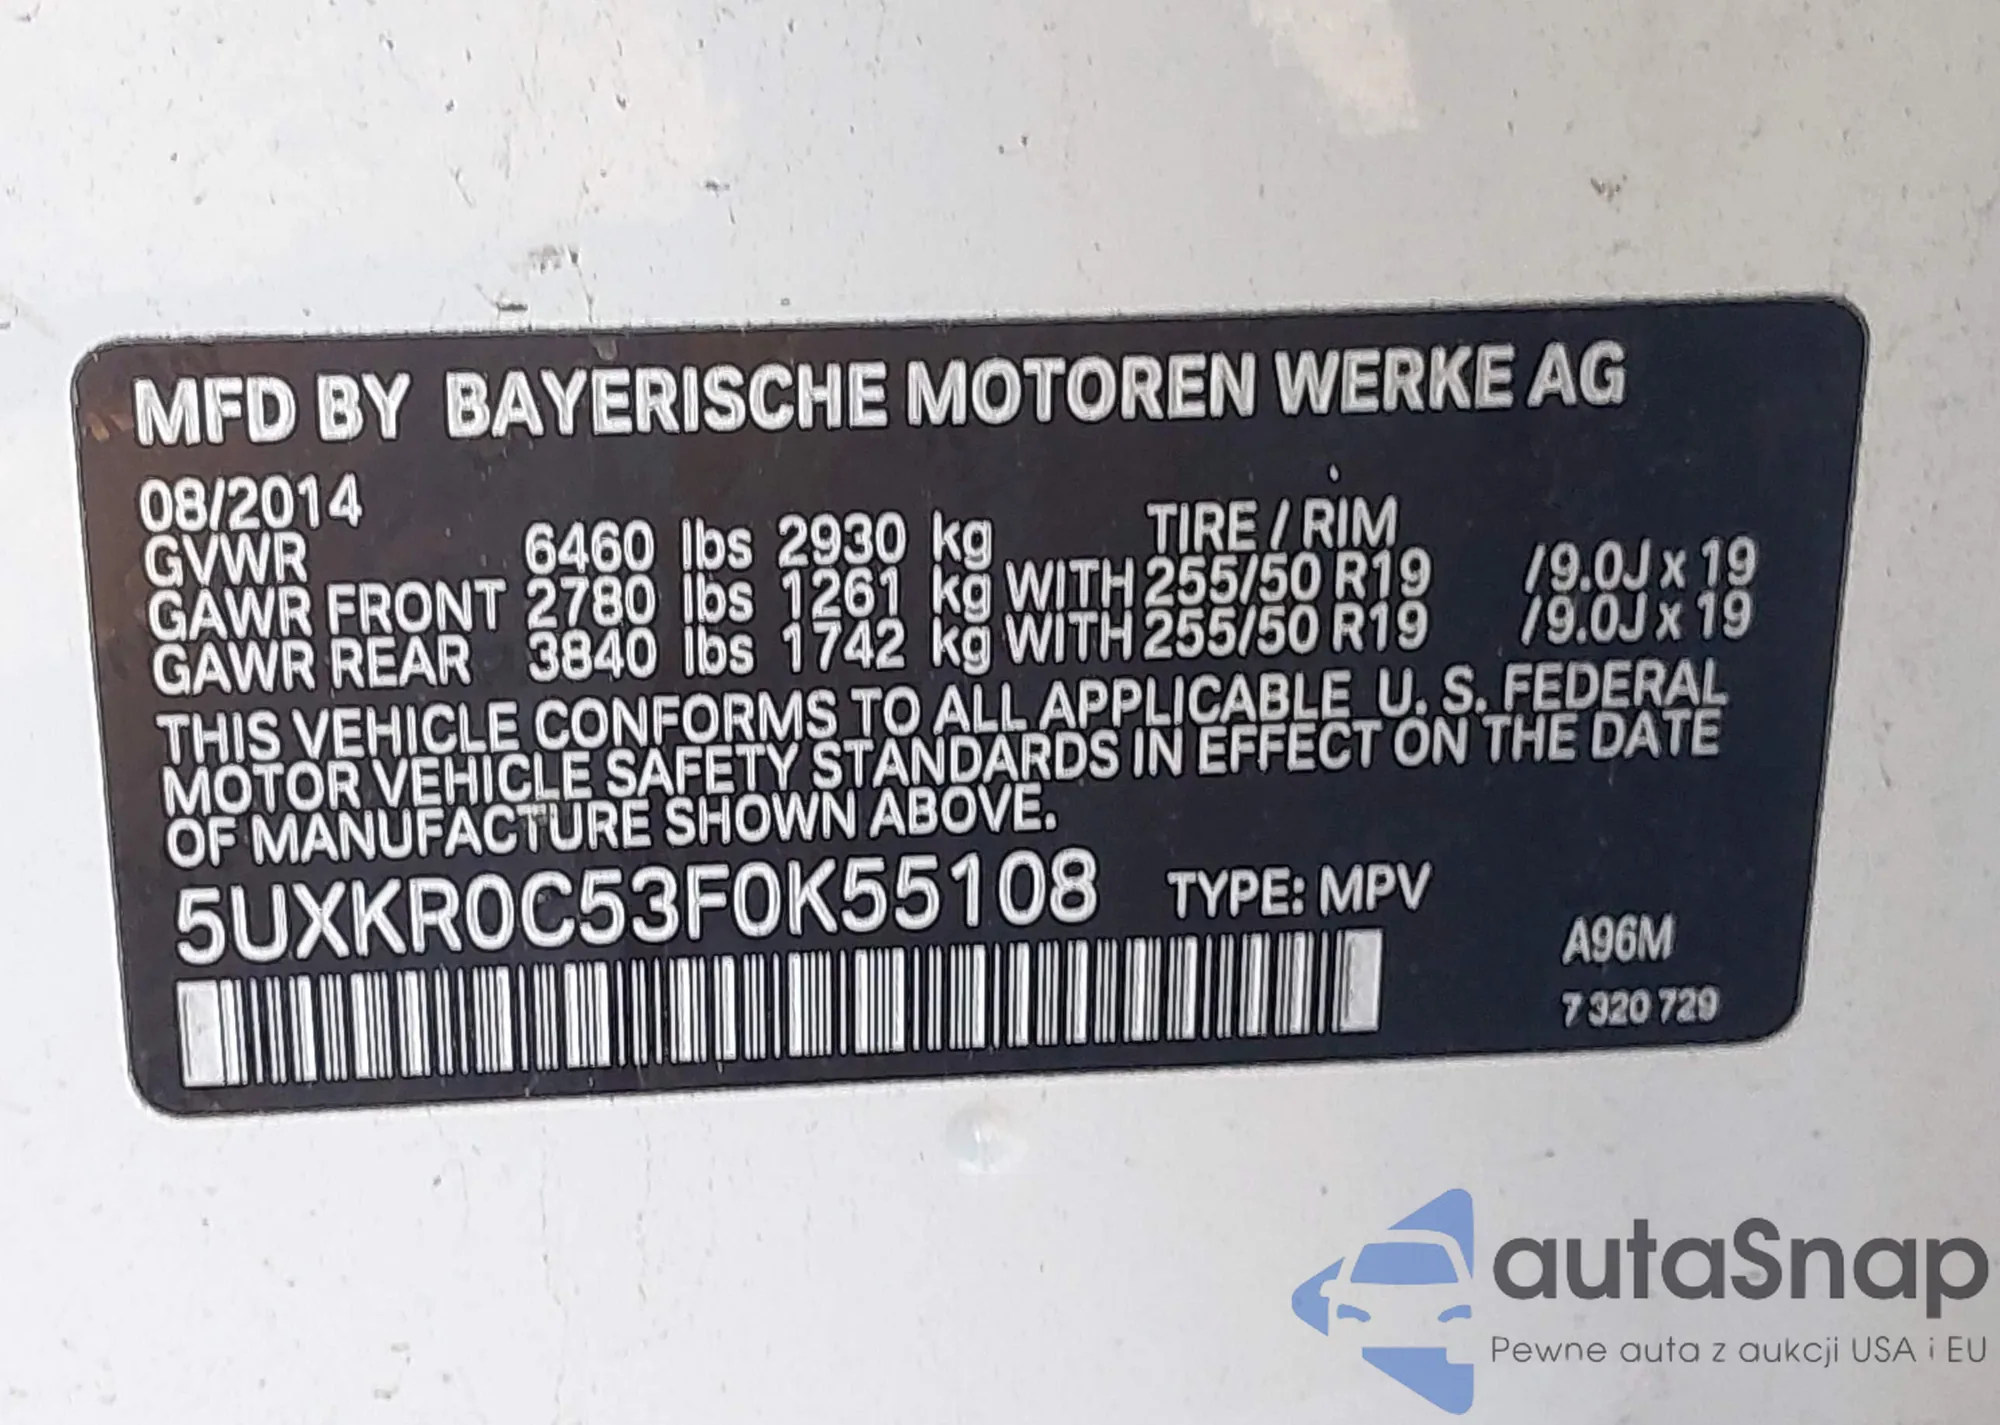 MFD BY BAYERISCHE MOTOREN WERKE AG
08/2014 TIRE / RIM
GVWR 6460 lbs 2930 kg
GAWR FRONT 2780 lbs 1261 kg WITH 255/50 R19 /9.0J x 19
GAWR REAR 3840 lbs 1742 kg WITH 255/50 R19 /9.0J x 19
THIS VEHICLE CONFORMS TO ALL APPLICABLE U. S. FEDERAL
MOTOR VEHICLE SAFETY STANDARDS IN EFFECT ON THE DATE
OF MANUFACTURE SHOWN ABOVE.
5UXKR0C53F0K55108 TYPE: MPV
A96M
7 320 729
autaSnap
Pewne auta z aukcji USA i EU